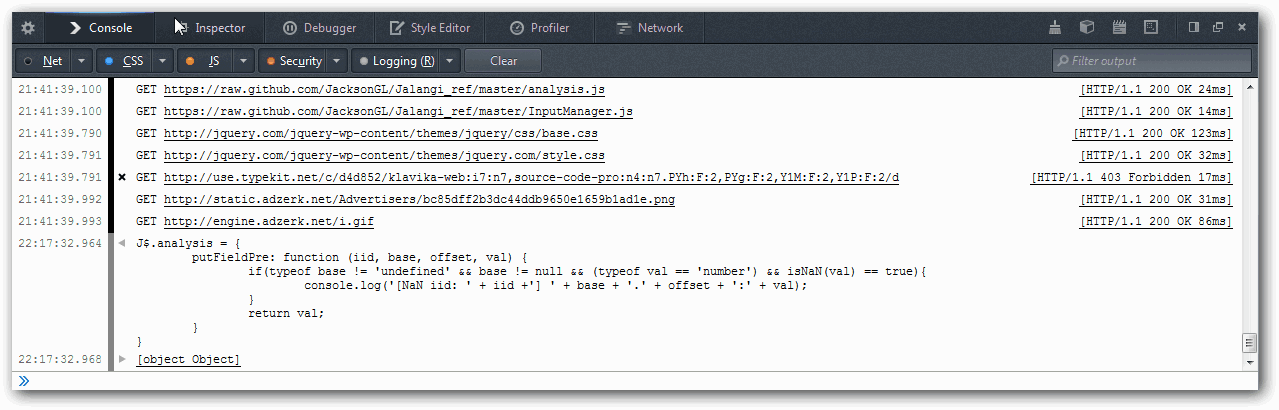 Console Inspector Debugger Style Editor Profiler Network
Net CSS JS Security Logging (R) Clear Filter output
21:41:39.100 GET https://raw.github.com/JacksonGL/Jalangi_ref/master/analysis.js [HTTP/1.1 200 OK 24ms]
21:41:39.100 GET https://raw.github.com/JacksonGL/Jalangi_ref/master/InputManager.js [HTTP/1.1 200 OK 14ms]
21:41:39.790 GET http://jquery.com/jquery-wp-content/themes/jquery/css/base.css [HTTP/1.1 200 OK 123ms]
21:41:39.791 GET http://jquery.com/jquery-wp-content/themes/jquery.com/style.css [HTTP/1.1 200 OK 32ms]
21:41:39.791 GET http://use.typekit.net/c/d4d852/klavika-web:i7:n7,source-code-pro:n4:n7.PYh:F:2,PYg:F:2,Y1M:F:2,Y1P:F:2/d [HTTP/1.1 403 Forbidden 17ms]
21:41:39.992 GET http://static.adzerk.net/Advertisers/bc85dff2b3dc44ddb9650e1659b1ad1e.png [HTTP/1.1 200 OK 31ms]
21:41:39.993 GET http://engine.adzerk.net/i.gif [HTTP/1.1 200 OK 86ms]
22:17:32.964 J$.analysis = {
putFieldPre: function (iid, base, offset, val) {
if(typeof base != 'undefined' && base != null && (typeof val == 'number') && isNaN(val) == true){
console.log('[NaN iid: ' + iid +'] ' + base + '.' + offset + ':' + val);
}
return val;
}
}
22:17:32.968 [object Object]